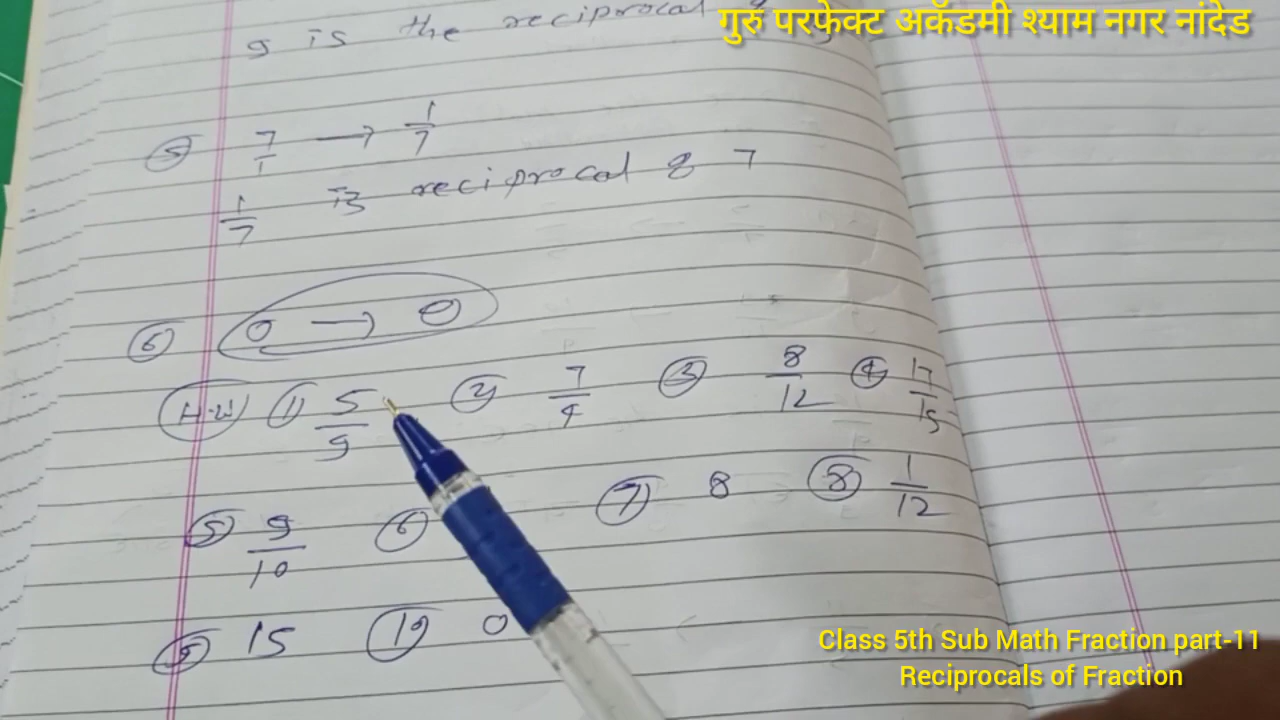 गुरु परफेक्ट अकॅडमी श्याम नगर नांदेड
9 is the reciprocal
5 7/1 → 1/7
1/7 is reciprocal of 7
6 0 → 0
H.W 1 5/9 2 7/4 3 8/12 4 17/15
5 9/10 6 7 8 8 1/12
9 15 10 0
Class 5th Sub Math Fraction part-11
Reciprocals of Fraction